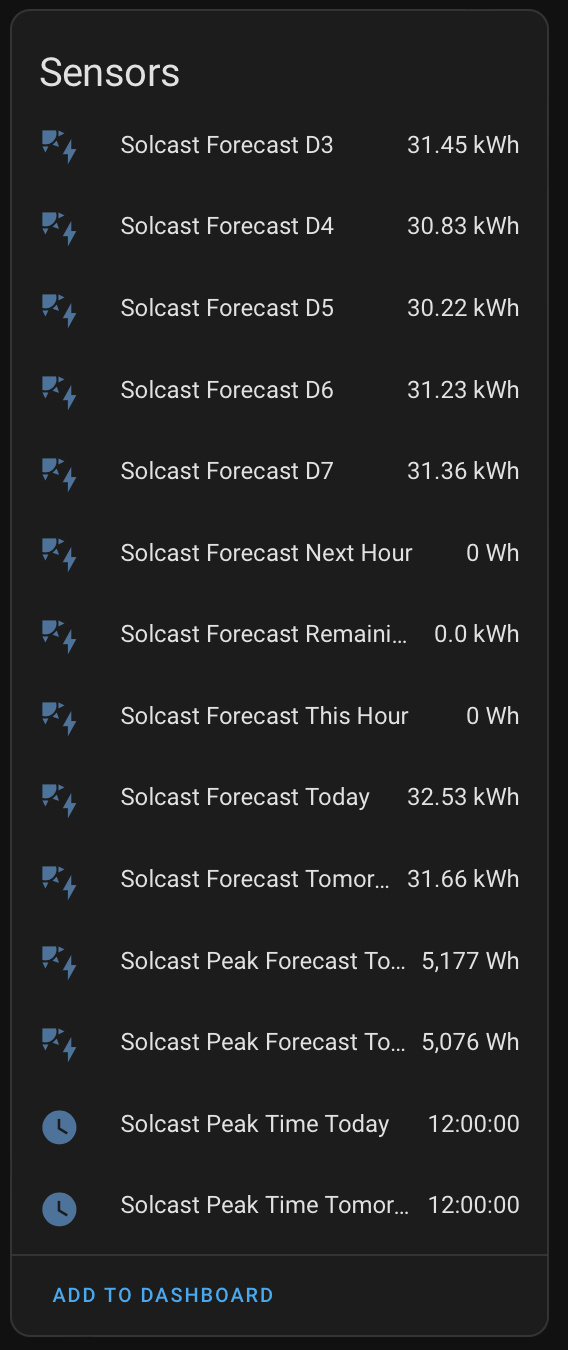 Sensors
Solcast Forecast D3 31.45 kWh
Solcast Forecast D4 30.83 kWh
Solcast Forecast D5 30.22 kWh
Solcast Forecast D6 31.23 kWh
Solcast Forecast D7 31.36 kWh
Solcast Forecast Next Hour 0 Wh
Solcast Forecast Remaini... 0.0 kWh
Solcast Forecast This Hour 0 Wh
Solcast Forecast Today 32.53 kWh
Solcast Forecast Tomor... 31.66 kWh
Solcast Peak Forecast To... 5,177 Wh
Solcast Peak Forecast To... 5,076 Wh
Solcast Peak Time Today 12:00:00
Solcast Peak Time Tomor... 12:00:00
ADD TO DASHBOARD